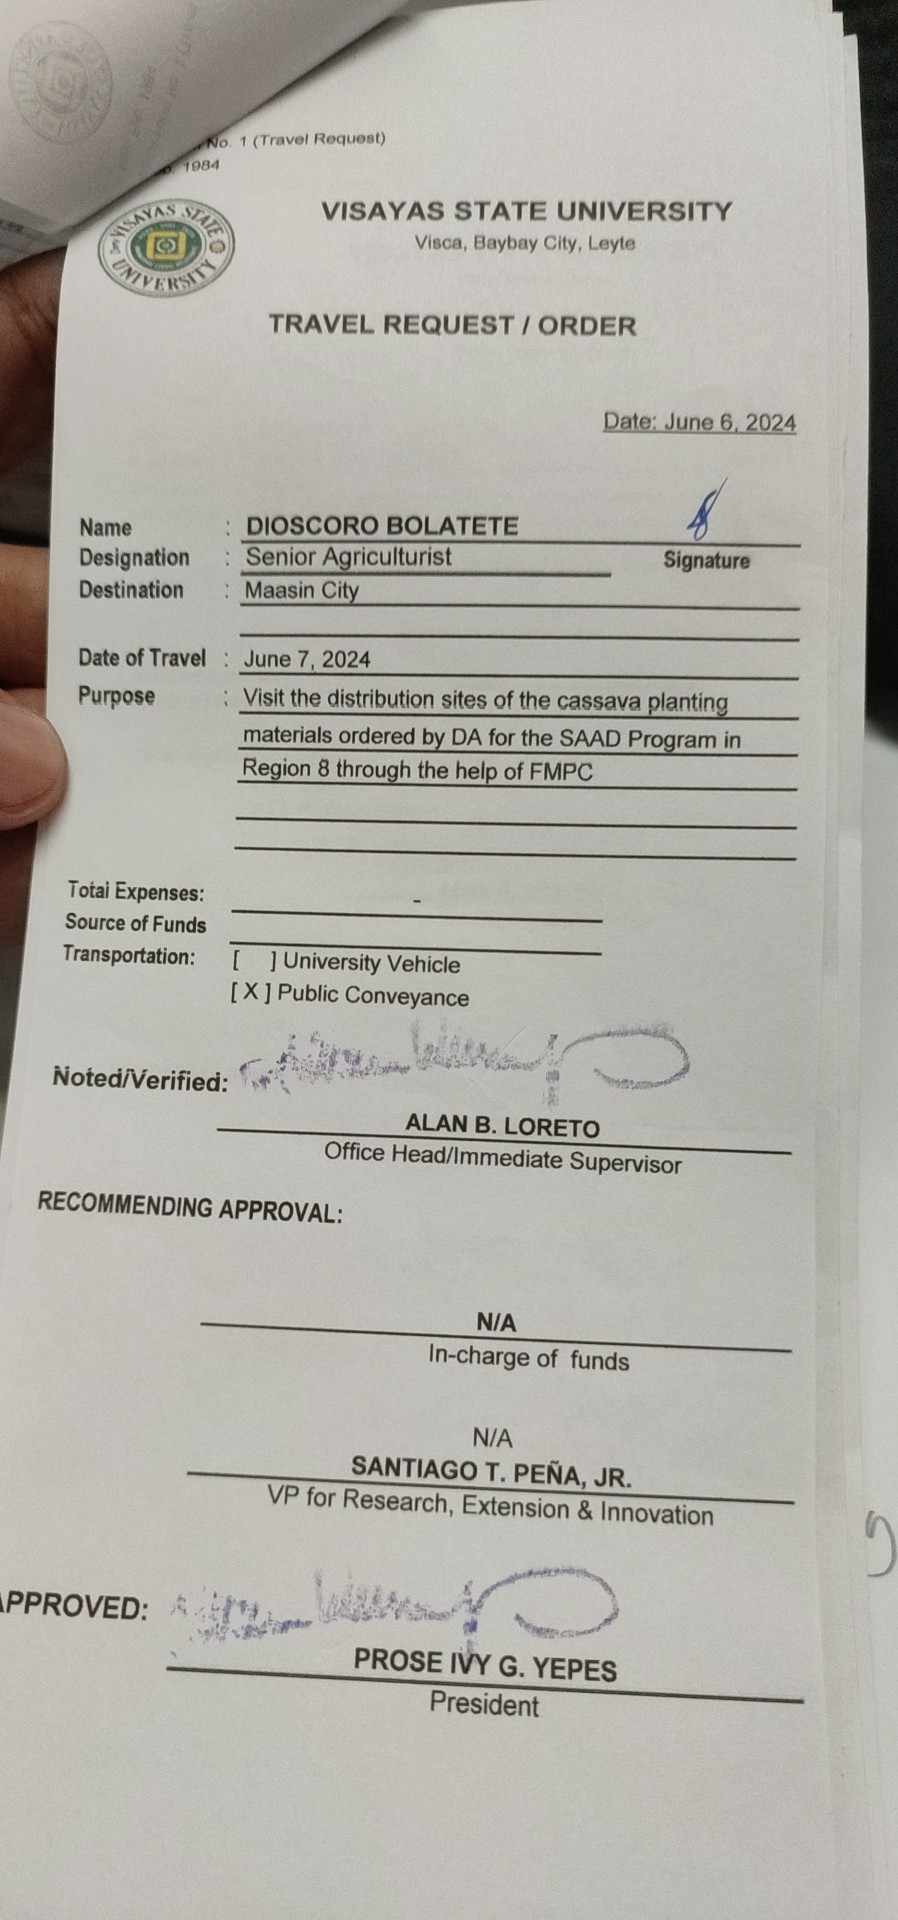 No. 1 (Travel Request)
1984
VISAYAS STATE UNIVERSITY
VISAYAS STATE UNIVERSITY
Visca, Baybay City, Leyte
TRAVEL REQUEST / ORDER
Date: June 6, 2024
Name : DIOSCORO BOLATETE
Designation : Senior Agriculturist Signature
Destination : Maasin City
Date of Travel : June 7, 2024
Purpose : Visit the distribution sites of the cassava planting
materials ordered by DA for the SAAD Program in
Region 8 through the help of FMPC
Total Expenses: -
Source of Funds
Transportation: [ ] University Vehicle
[ X ] Public Conveyance
Noted/Verified:
ALAN B. LORETO
Office Head/Immediate Supervisor
RECOMMENDING APPROVAL:
N/A
In-charge of funds
N/A
SANTIAGO T. PEÑA, JR.
VP for Research, Extension & Innovation
APPROVED:
PROSE IVY G. YEPES
President